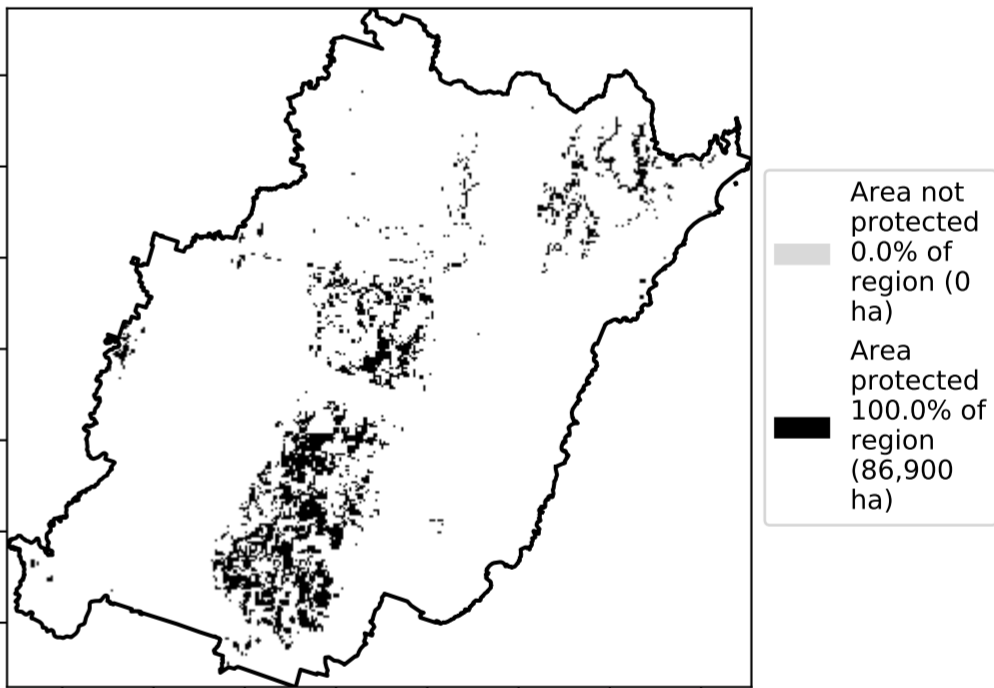 Area not
protected
0.0% of
region (0
ha)
Area
protected
100.0% of
region
(86,900
ha)